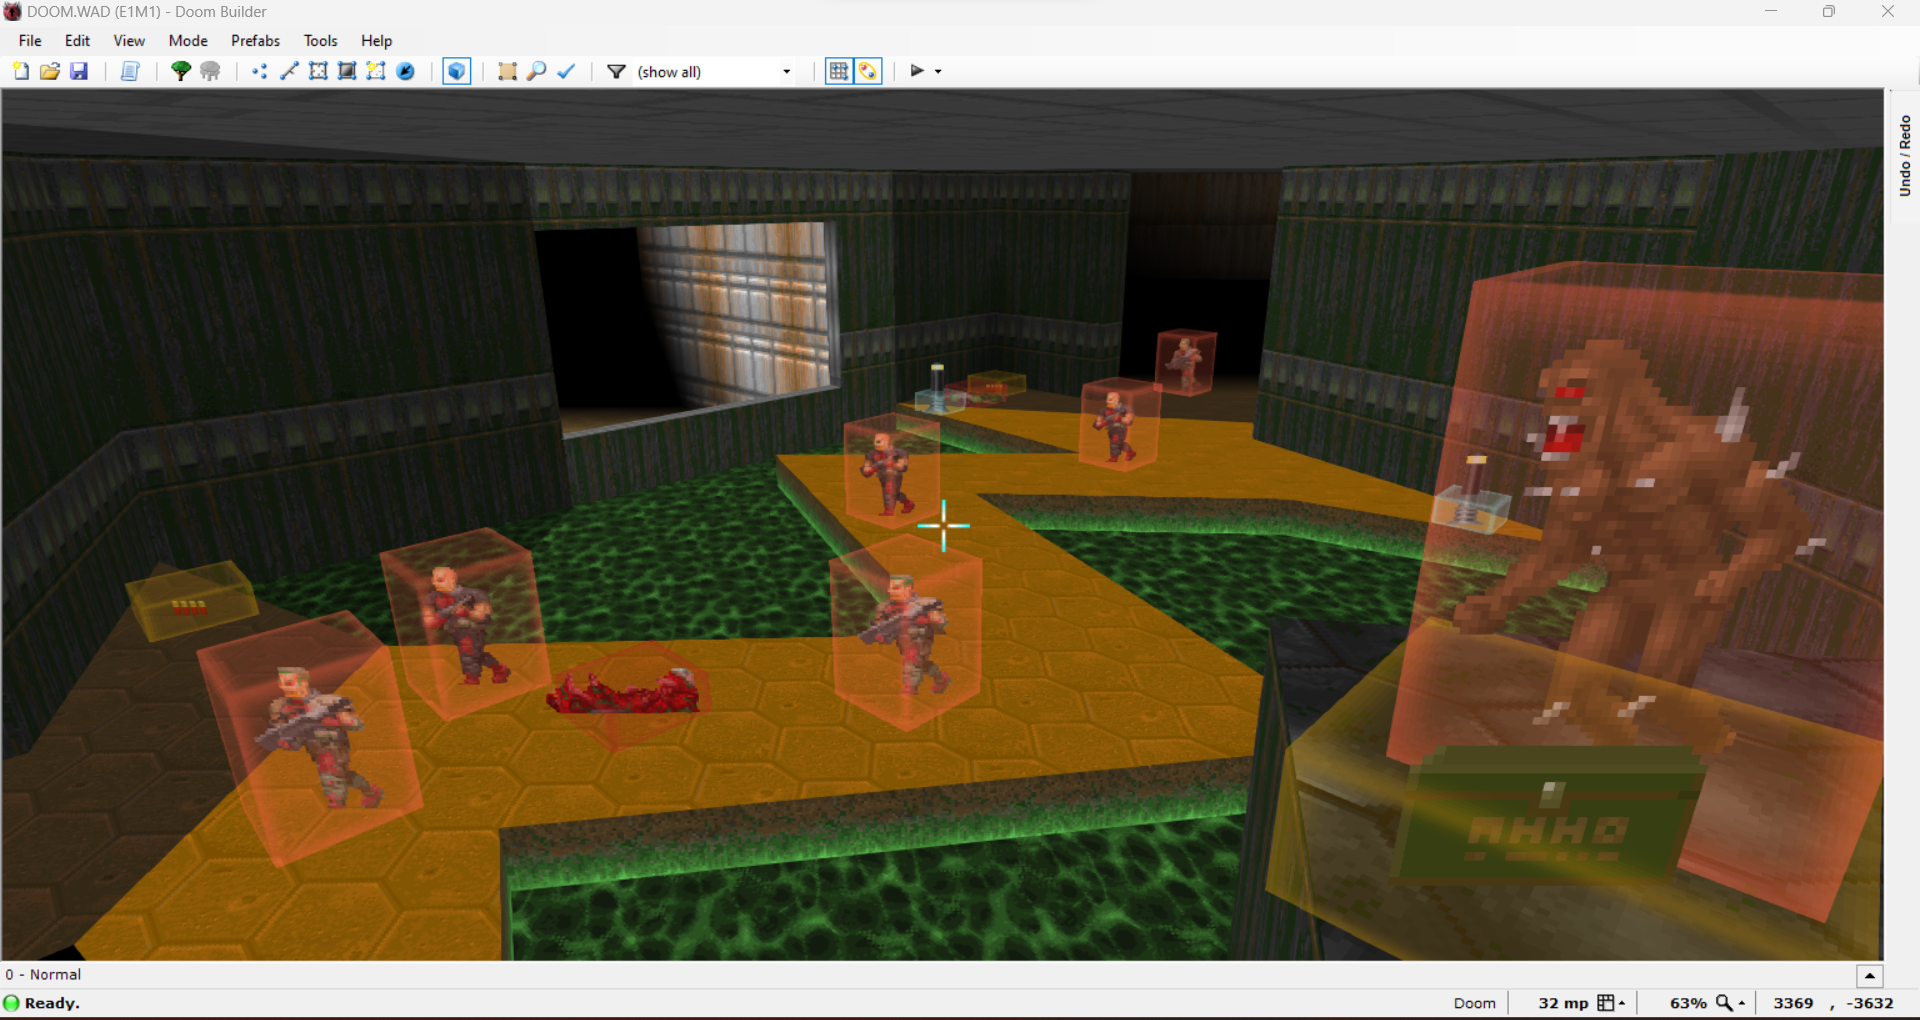 DOOM.WAD (E1M1) - Doom Builder
File Edit View Mode Prefabs Tools Help
(show all)
Undo / Redo
AMMO
0 - Normal
Ready.
Doom 32 mp 63% 3369 , -3632